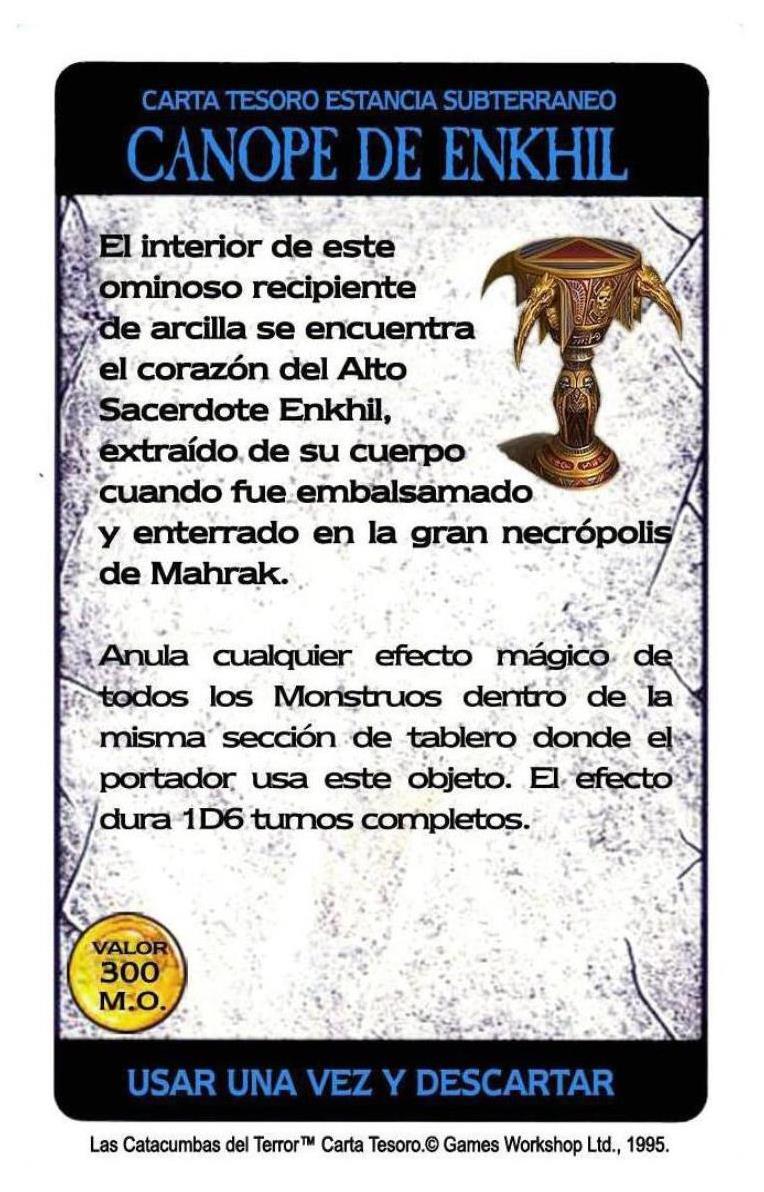 CARTA TESORO ESTANCIA SUBTERRANEO
CANOPE DE ENKHIL
El interior de este
ominoso recipiente
de arcilla se encuentra
el corazón del Alto
Sacerdote Enkhil,
extraído de su cuerpo
cuando fue embalsamado
y enterrado en la gran necrópolis
de Mahrak.
Anula cualquier efecto mágico de
todos los Monstruos dentro de la
misma sección de tablero donde el
portador usa este objeto. El efecto
dura 1D6 turnos completos.
VALOR
300
M.O.
USAR UNA VEZ Y DESCARTAR
Las Catacumbas del Terror™ Carta Tesoro.© Games Workshop Ltd., 1995.